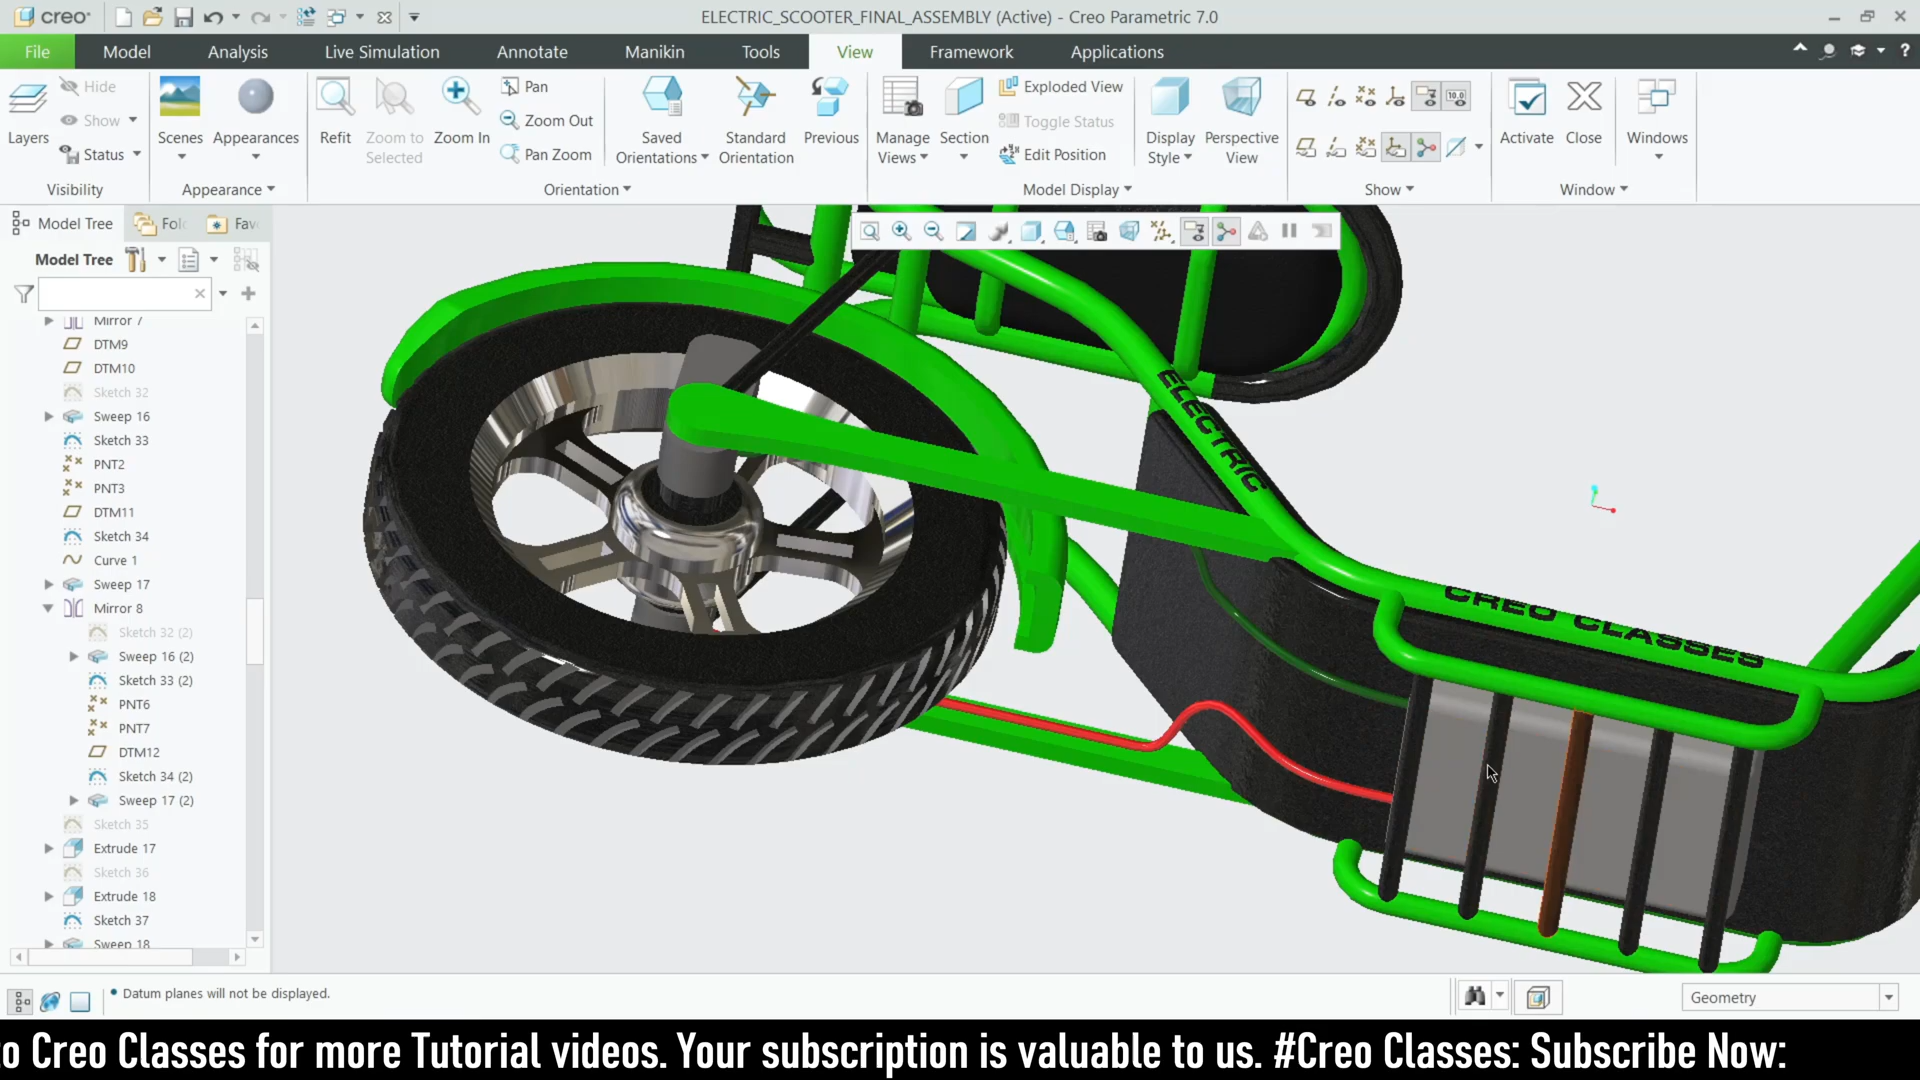 creo
ELECTRIC_SCOOTER_FINAL_ASSEMBLY (Active) - Creo Parametric 7.0
File
Model
Analysis
Live Simulation
Annotate
Manikin
Tools
View
Framework
Applications
Layers
Hide
Show
Status
Visibility
Scenes
Appearances
Appearance
Refit
Zoom to Selected
Zoom In
Pan
Zoom Out
Pan Zoom
Saved Orientations
Standard Orientation
Previous
Orientation
Manage Views
Section
Exploded View
Toggle Status
Edit Position
Display Style
Perspective View
Model Display
Show
Activate
Close
Windows
Window
Model Tree
Fol
Fav
Model Tree
Mirror 7
DTM9
DTM10
Sketch 32
Sweep 16
Sketch 33
PNT2
PNT3
DTM11
Sketch 34
Curve 1
Sweep 17
Mirror 8
Sketch 32 (2)
Sweep 16 (2)
Sketch 33 (2)
PNT6
PNT7
DTM12
Sketch 34 (2)
Sweep 17 (2)
Sketch 35
Extrude 17
Sketch 36
Extrude 18
Sketch 37
Sweep 18
ELECTRIC
CREO CLASSES
Datum planes will not be displayed.
Geometry
to Creo Classes for more Tutorial videos. Your subscription is valuable to us. #Creo Classes: Subscribe Now: